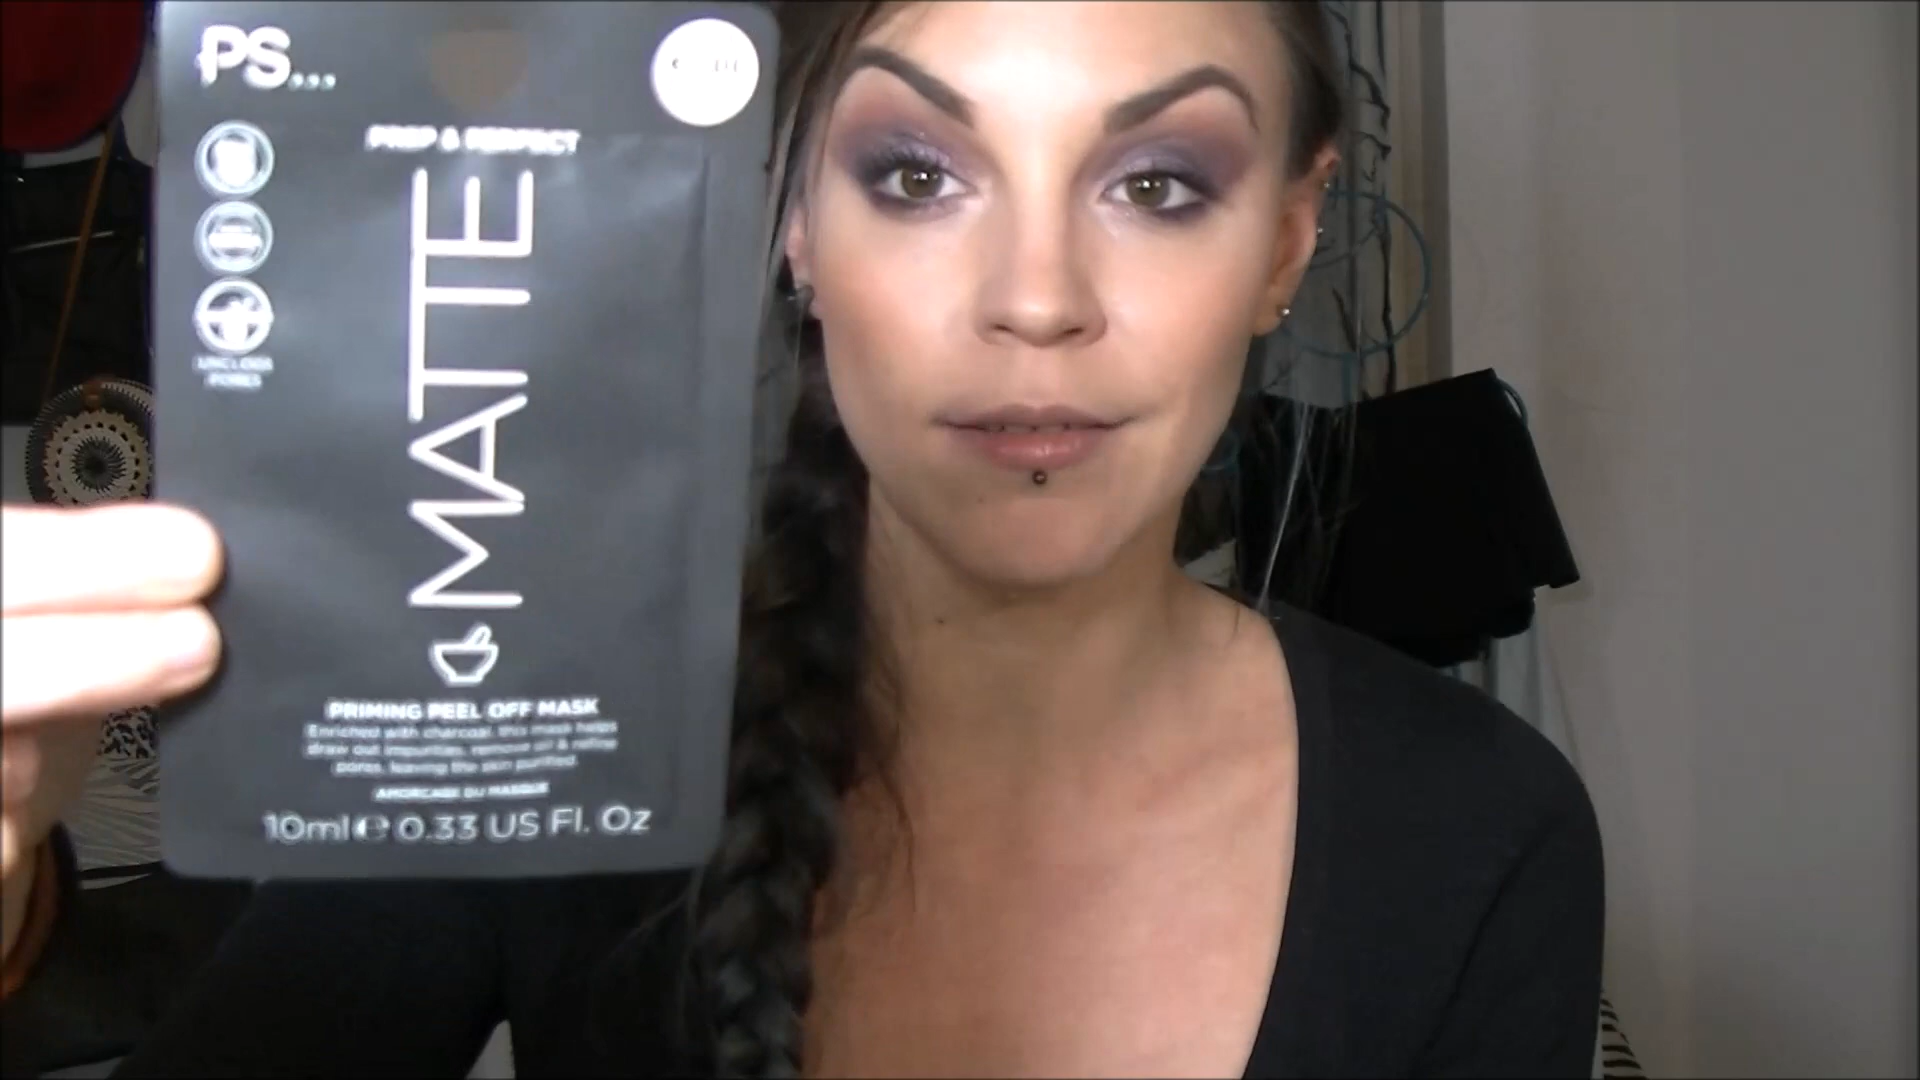 PS...
PREP & PERFECT
MATTE
UNCLOGS
PORES
PRIMING PEEL OFF MASK
Enriched with charcoal, this mask helps
draw out impurities, remove oil & refine
pores, leaving the skin purified.
AMORÇAGE DU MASQUE
10ml ℮ 0.33 US Fl. Oz